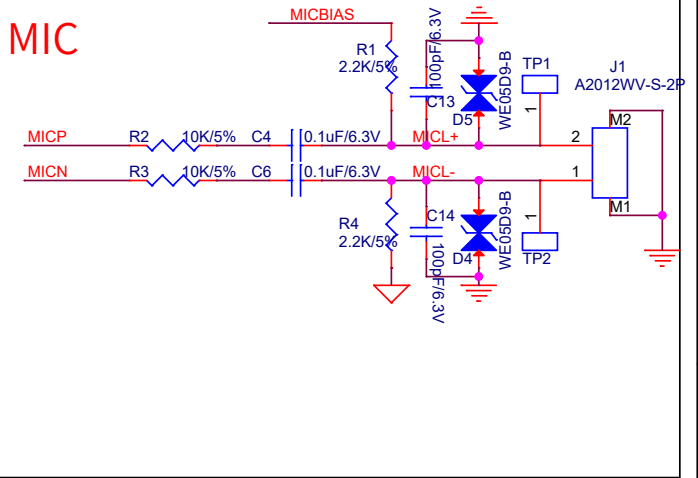 MIC
MICBIAS
R1
2.2K/5%
100pF/6.3V
C13
D5
WE05D9-B
TP1
1
J1
A2012WV-S-2P
M2
MICP
R2
10K/5%
C4
0.1uF/6.3V
MICL+
2
MICN
R3
10K/5%
C6
0.1uF/6.3V
MICL-
1
M1
R4
2.2K/5%
C14
100pF/6.3V
D4
WE05D9-B
1
TP2